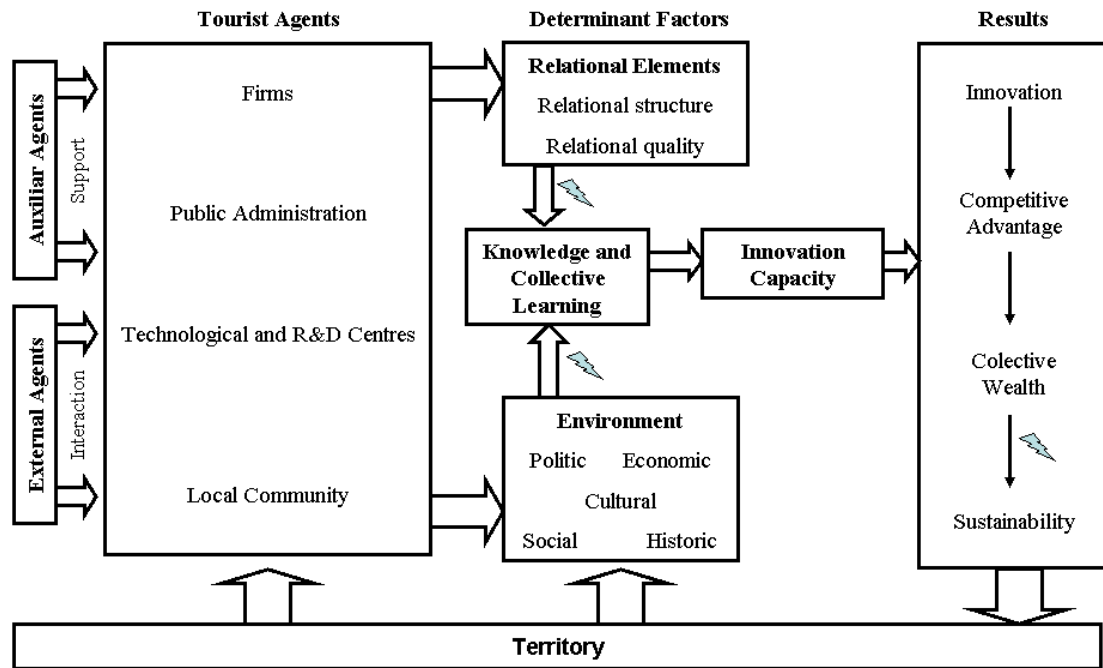 Tourist Agents
Determinant Factors
Results
Auxiliar Agents
Support
External Agents
Interaction
Firms
Public Administration
Technological and R&D Centres
Local Community
Relational Elements
Relational structure
Relational quality
Knowledge and
Collective
Learning
Innovation
Capacity
Environment
Politic
Economic
Cultural
Social
Historic
Innovation
Competitive
Advantage
Colective
Wealth
Sustainability
Territory